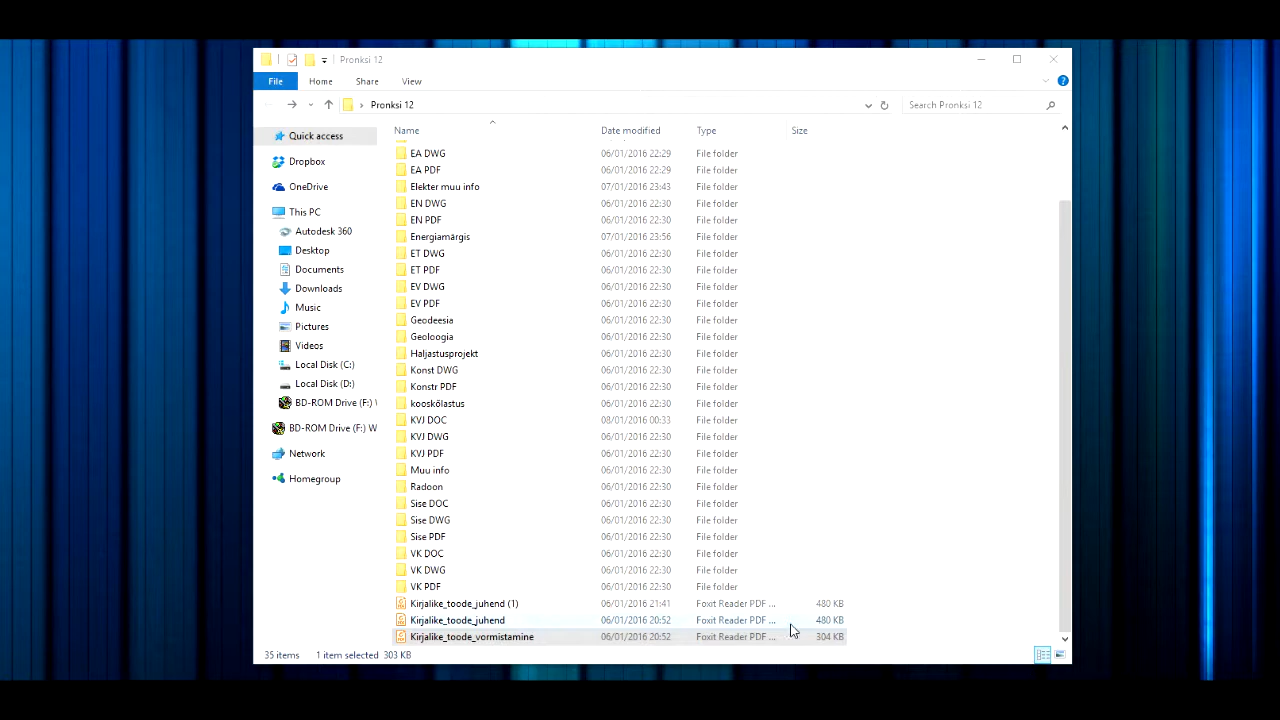 Pronksi 12
File Home Share View
Pronksi 12 Search Pronksi 12
Name Date modified Type Size
Quick access
Dropbox
OneDrive
This PC
Autodesk 360
Desktop
Documents
Downloads
Music
Pictures
Videos
Local Disk (C:)
Local Disk (D:)
BD-ROM Drive (F:) W
BD-ROM Drive (F:) W
Network
Homegroup
EA DWG 06/01/2016 22:29 File folder
EA PDF 06/01/2016 22:29 File folder
Elekter muu info 07/01/2016 23:43 File folder
EN DWG 06/01/2016 22:30 File folder
EN PDF 06/01/2016 22:30 File folder
Energiamärgis 07/01/2016 23:56 File folder
ET DWG 06/01/2016 22:30 File folder
ET PDF 06/01/2016 22:30 File folder
EV DWG 06/01/2016 22:30 File folder
EV PDF 06/01/2016 22:30 File folder
Geodeesia 06/01/2016 22:30 File folder
Geoloogia 06/01/2016 22:30 File folder
Haljastusprojekt 06/01/2016 22:30 File folder
Konst DWG 06/01/2016 22:30 File folder
Konstr PDF 06/01/2016 22:30 File folder
kooskõlastus 06/01/2016 22:30 File folder
KVJ DOC 08/01/2016 00:33 File folder
KVJ DWG 06/01/2016 22:30 File folder
KVJ PDF 06/01/2016 22:30 File folder
Muu info 06/01/2016 22:30 File folder
Radoon 06/01/2016 22:30 File folder
Sise DOC 06/01/2016 22:30 File folder
Sise DWG 06/01/2016 22:30 File folder
Sise PDF 06/01/2016 22:30 File folder
VK DOC 06/01/2016 22:30 File folder
VK DWG 06/01/2016 22:30 File folder
VK PDF 06/01/2016 22:30 File folder
Kirjalike_toode_juhend (1) 06/01/2016 21:41 Foxit Reader PDF ... 480 KB
Kirjalike_toode_juhend 06/01/2016 20:52 Foxit Reader PDF ... 480 KB
Kirjalike_toode_vormistamine 06/01/2016 20:52 Foxit Reader PDF ... 304 KB
35 items 1 item selected 303 KB